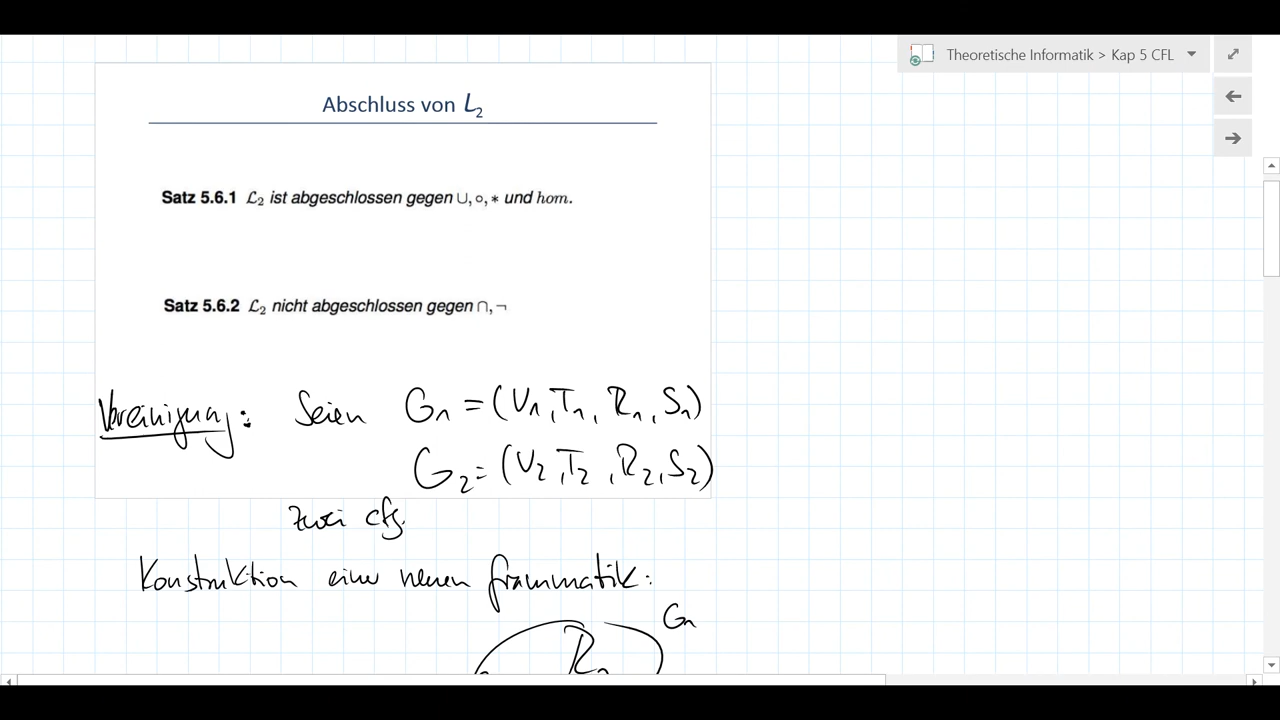 Theoretische Informatik > Kap 5 CFL
Abschluss von L₂
Satz 5.6.1 ℒ₂ ist abgeschlossen gegen ∪, ∘, ∗ und hom.
Satz 5.6.2 ℒ₂ nicht abgeschlossen gegen ∩, ¬
Vereinigung: Seien G₁ = (V₁, T₁, R₁, S₁)
G₂ = (V₂, T₂, R₂, S₂)
zwei cfg.
Konstruktion einer neuen Grammatik:
G₁
R₁